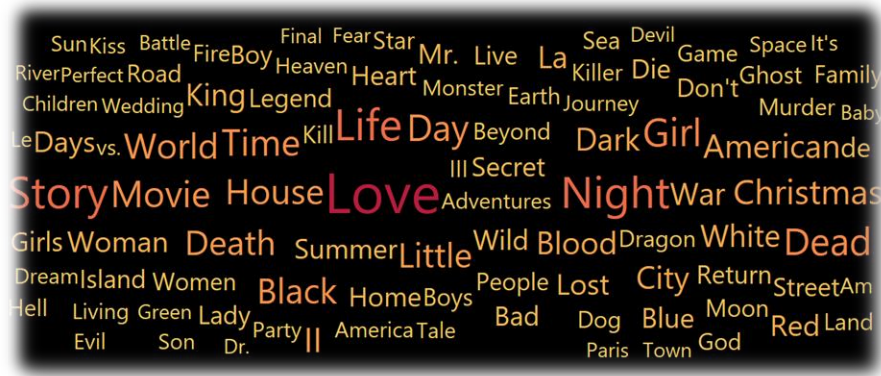 Sun Kiss Battle Fire Boy Final Fear Star Mr. Live La Sea Devil Game Space It's
River Perfect Road Heaven Heart Monster Earth Killer Die Don't Ghost Family
Children Wedding King Legend Journey Murder Baby
Le Days vs. World Time Kill Life Day Beyond Dark Girl American de
III Secret
Story Movie House Love Adventures Night War Christmas
Girls Woman Death Summer Little Wild Blood Dragon White Dead
Dream Island Women Black Home Boys People Lost City Return Street Am
Hell Living Green Lady Party II America Tale Bad Dog Blue Moon Red Land
Evil Son Dr. Paris Town God